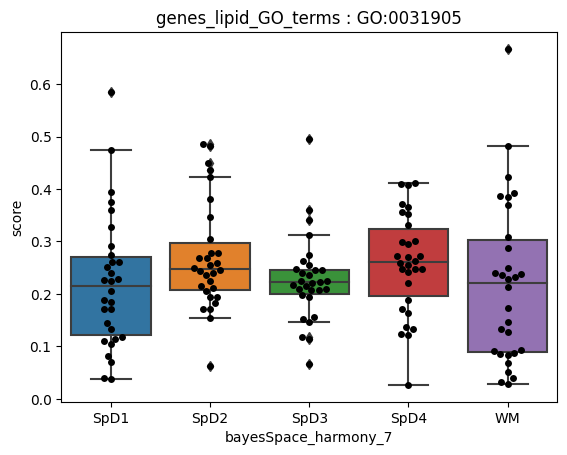 genes_lipid_GO_terms : GO:0031905
score
0.6
0.5
0.4
0.3
0.2
0.1
0.0
SpD1 SpD2 SpD3 SpD4 WM
bayesSpace_harmony_7